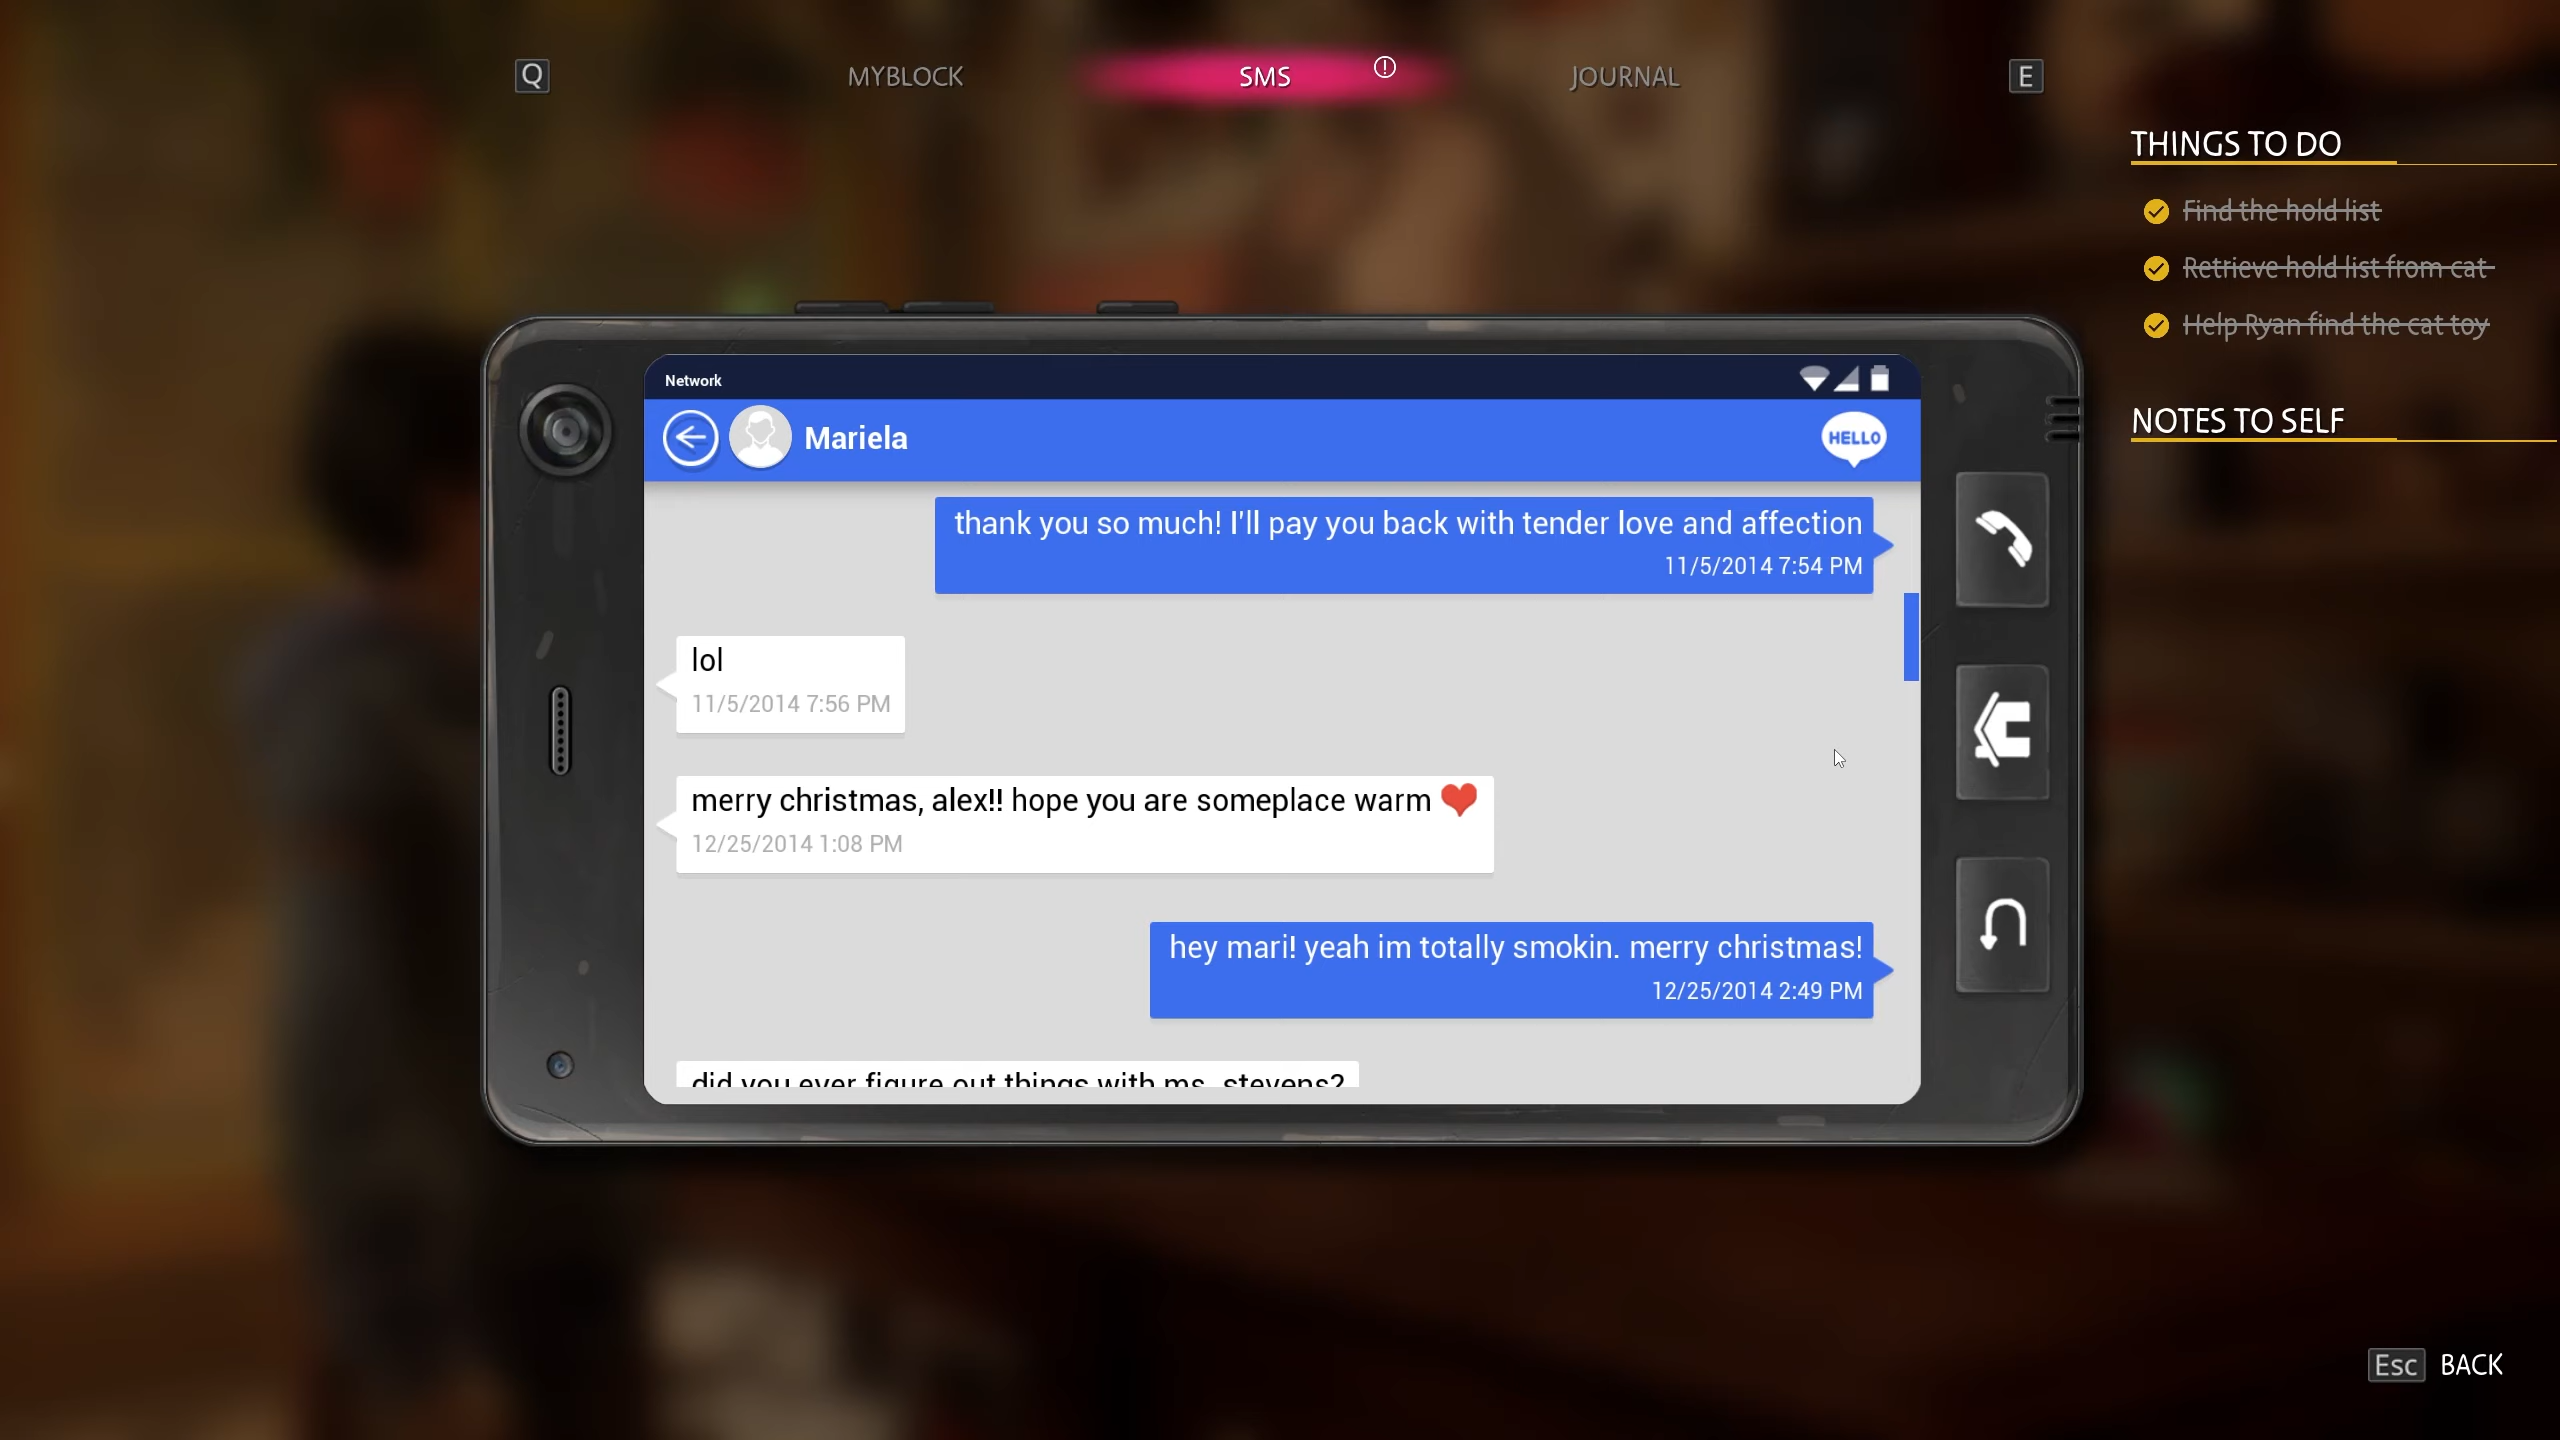 Q
MYBLOCK
SMS
JOURNAL
E
THINGS TO DO
Find the hold list
Retrieve hold list from cat
Help Ryan find the cat toy
NOTES TO SELF
Network
Mariela
HELLO
thank you so much! I'll pay you back with tender love and affection
11/5/2014 7:54 PM
lol
11/5/2014 7:56 PM
merry christmas, alex!! hope you are someplace warm ❤
12/25/2014 1:08 PM
hey mari! yeah im totally smokin. merry christmas!
12/25/2014 2:49 PM
did you ever figure out things with ms. stevens?
Esc BACK